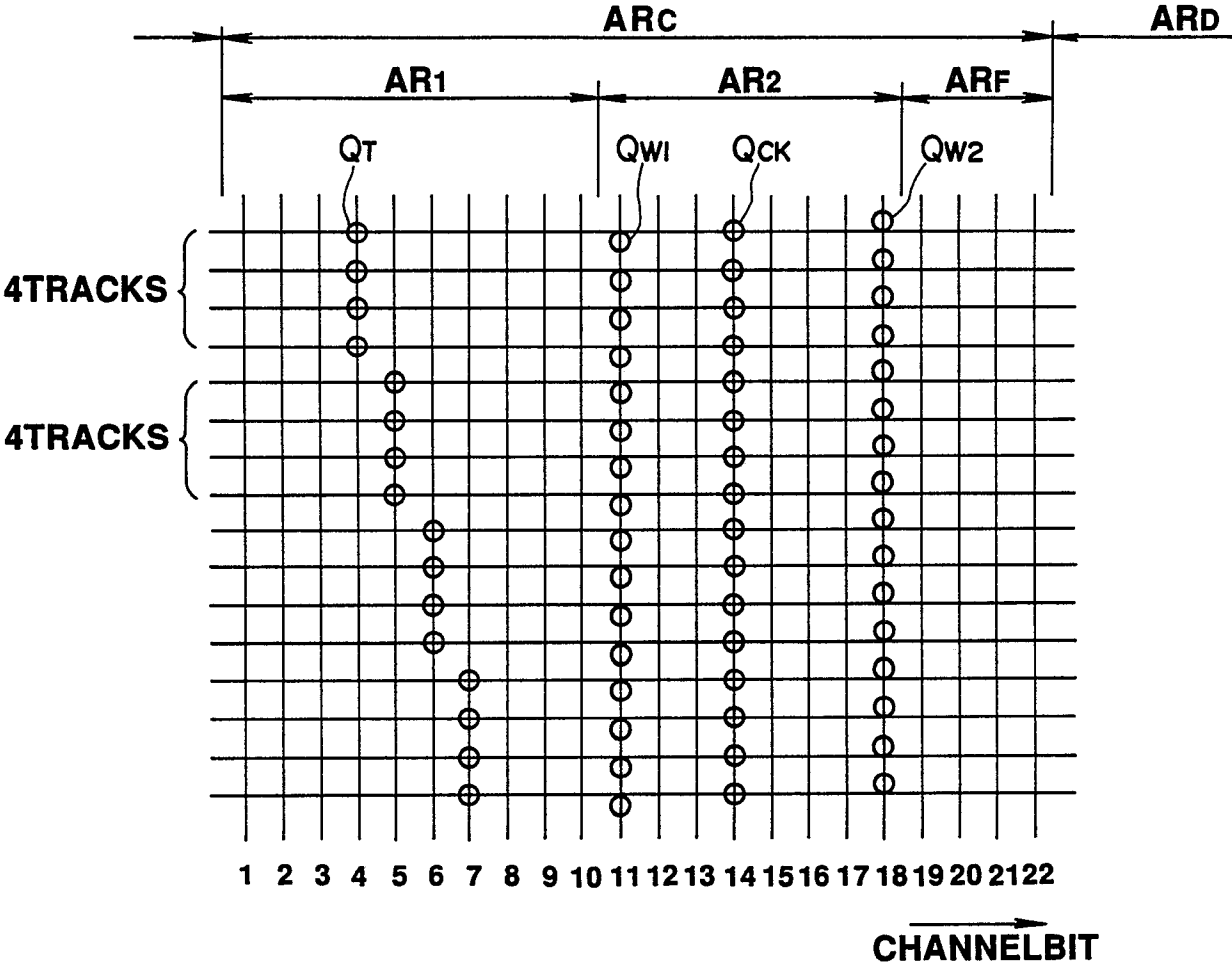 ARC ARD
AR1 AR2 ARF
QT QW1 QCK QW2
4TRACKS
4TRACKS
1 2 3 4 5 6 7 8 9 10 11 12 13 14 15 16 17 18 19 20 21 22
CHANNELBIT